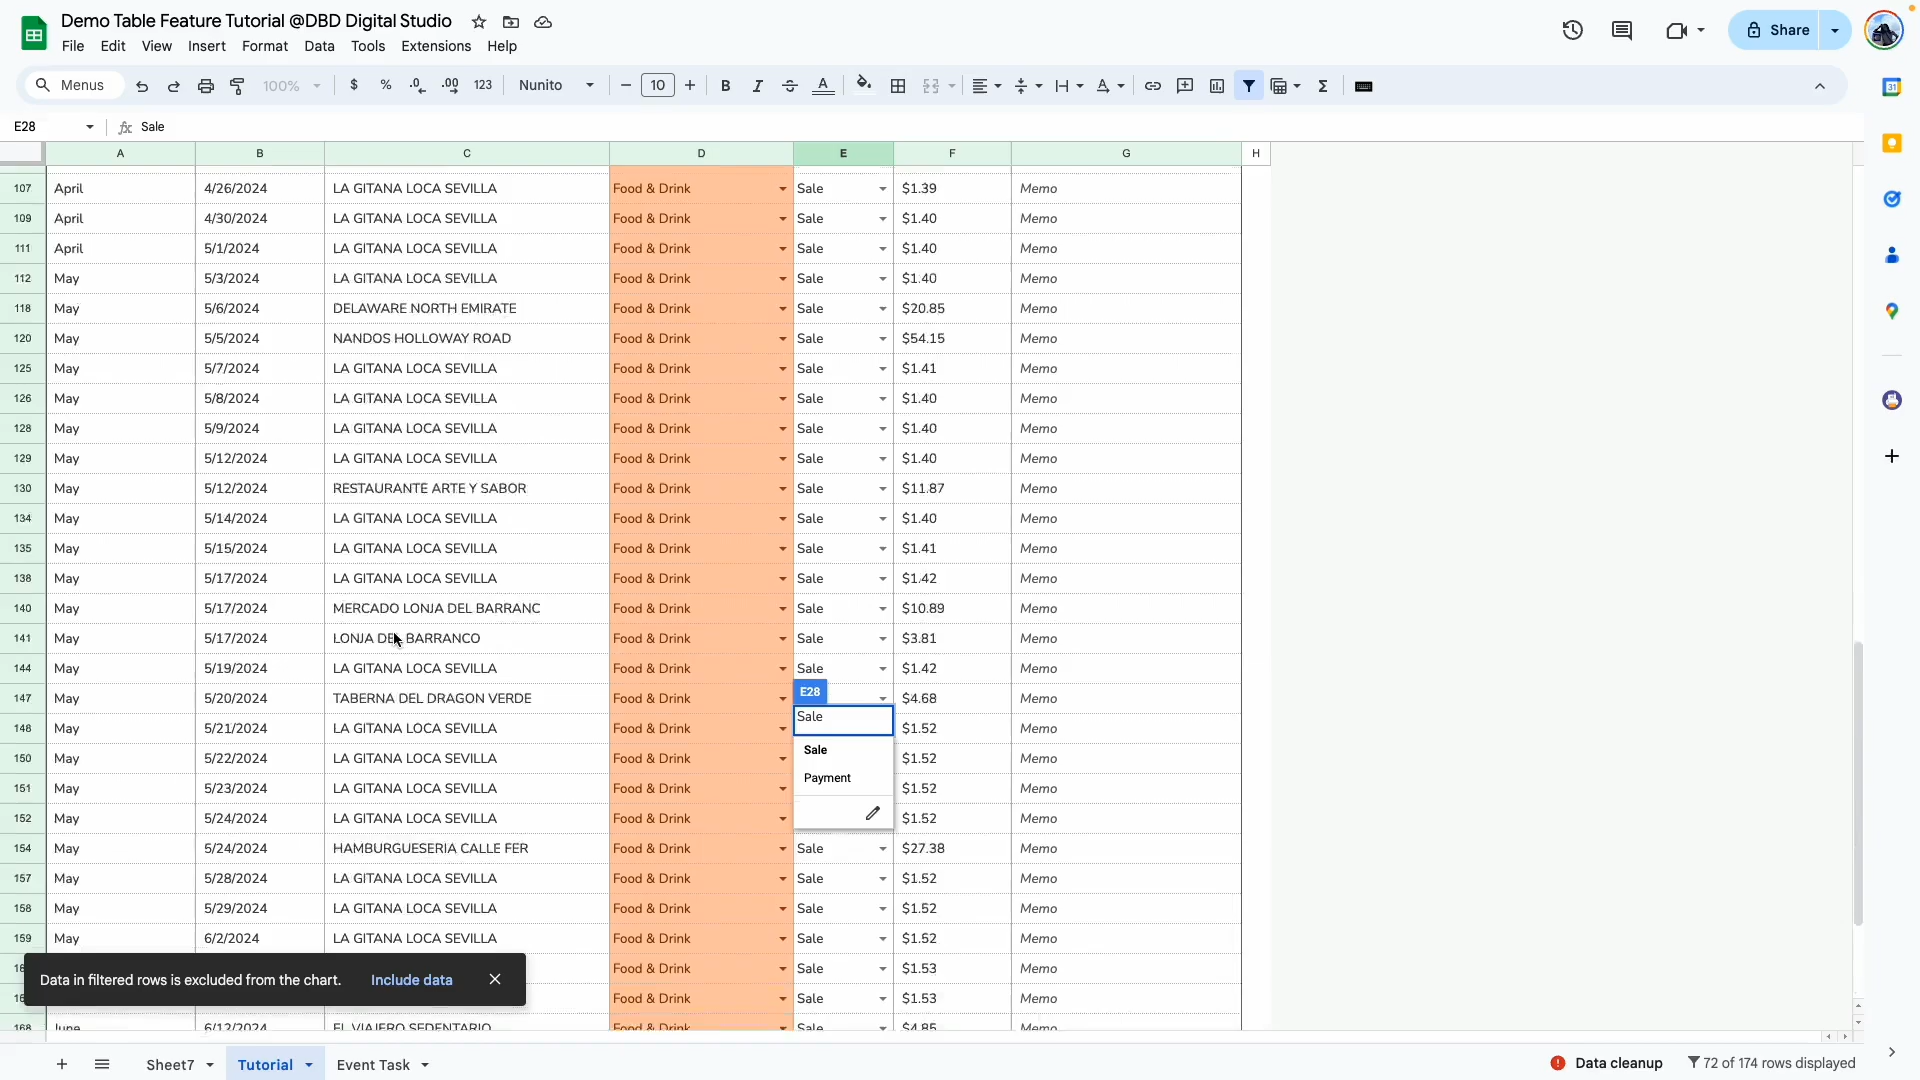 Demo Table Feature Tutorial @DBD Digital Studio
File Edit View Insert Format Data Tools Extensions Help
Share
Menus 100% $ % .0 .00 123 Nunito 10 B I A
E28 fx Sale
A B C D E F G H
107 April 4/26/2024 LA GITANA LOCA SEVILLA Food & Drink Sale $1.39 Memo
109 April 4/30/2024 LA GITANA LOCA SEVILLA Food & Drink Sale $1.40 Memo
111 April 5/1/2024 LA GITANA LOCA SEVILLA Food & Drink Sale $1.40 Memo
112 May 5/3/2024 LA GITANA LOCA SEVILLA Food & Drink Sale $1.40 Memo
118 May 5/6/2024 DELAWARE NORTH EMIRATE Food & Drink Sale $20.85 Memo
120 May 5/5/2024 NANDOS HOLLOWAY ROAD Food & Drink Sale $54.15 Memo
125 May 5/7/2024 LA GITANA LOCA SEVILLA Food & Drink Sale $1.41 Memo
126 May 5/8/2024 LA GITANA LOCA SEVILLA Food & Drink Sale $1.40 Memo
128 May 5/9/2024 LA GITANA LOCA SEVILLA Food & Drink Sale $1.40 Memo
129 May 5/12/2024 LA GITANA LOCA SEVILLA Food & Drink Sale $1.40 Memo
130 May 5/12/2024 RESTAURANTE ARTE Y SABOR Food & Drink Sale $11.87 Memo
134 May 5/14/2024 LA GITANA LOCA SEVILLA Food & Drink Sale $1.40 Memo
135 May 5/15/2024 LA GITANA LOCA SEVILLA Food & Drink Sale $1.41 Memo
138 May 5/17/2024 LA GITANA LOCA SEVILLA Food & Drink Sale $1.42 Memo
140 May 5/17/2024 MERCADO LONJA DEL BARRANC Food & Drink Sale $10.89 Memo
141 May 5/17/2024 LONJA DEL BARRANCO Food & Drink Sale $3.81 Memo
144 May 5/19/2024 LA GITANA LOCA SEVILLA Food & Drink Sale $1.42 Memo
147 May 5/20/2024 TABERNA DEL DRAGON VERDE Food & Drink E28 $4.68 Memo
148 May 5/21/2024 LA GITANA LOCA SEVILLA Food & Drink Sale $1.52 Memo
150 May 5/22/2024 LA GITANA LOCA SEVILLA Food & Drink Sale $1.52 Memo
151 May 5/23/2024 LA GITANA LOCA SEVILLA Food & Drink Payment $1.52 Memo
152 May 5/24/2024 LA GITANA LOCA SEVILLA Food & Drink $1.52 Memo
154 May 5/24/2024 HAMBURGUESERIA CALLE FER Food & Drink Sale $27.38 Memo
157 May 5/28/2024 LA GITANA LOCA SEVILLA Food & Drink Sale $1.52 Memo
158 May 5/29/2024 LA GITANA LOCA SEVILLA Food & Drink Sale $1.52 Memo
159 May 6/2/2024 LA GITANA LOCA SEVILLA Food & Drink Sale $1.52 Memo
Food & Drink Sale $1.53 Memo
Food & Drink Sale $1.53 Memo
168 June 6/12/2024 EL VIAJERO SEDENTARIO Food & Drink Sale $4.85 Memo
Data in filtered rows is excluded from the chart. Include data
Sheet7 Tutorial Event Task Data cleanup 72 of 174 rows displayed